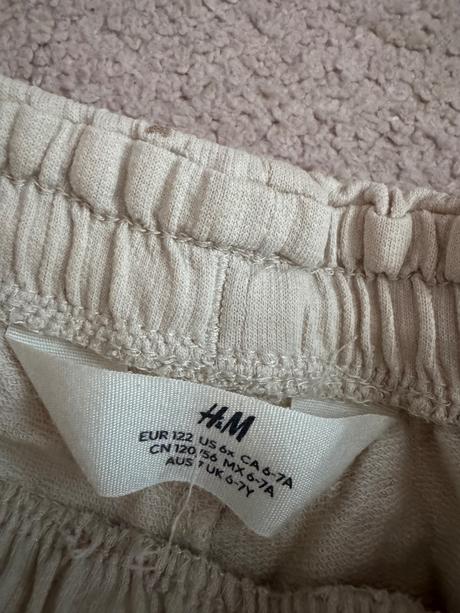 H&M
EUR 122 US 6x CA 6-7A
CN 120/56 MX 6-7A
AUS 7 UK 6-7Y